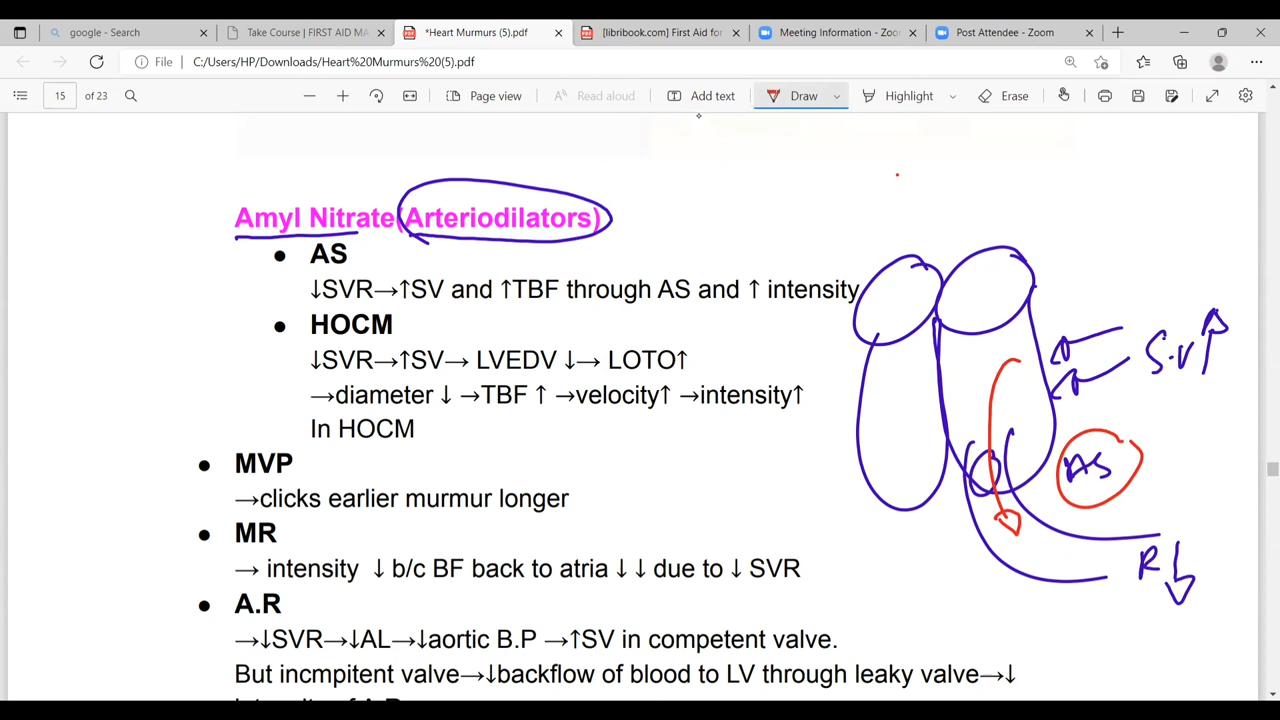 google - Search
Take Course | FIRST AID MA
*Heart Murmurs (5).pdf
[libribook.com] First Aid for
Meeting Information - Zoo
Post Attendee - Zoom
File
C:/Users/HP/Downloads/Heart%20Murmurs%20(5).pdf
15 of 23
Page view
Read aloud
Add text
Draw
Highlight
Erase
Amyl Nitrate(Arteriodilators)
● AS
↓SVR→↑SV and ↑TBF through AS and ↑ intensity
● HOCM
↓SVR→↑SV→ LVEDV ↓→ LOTO↑
→diameter ↓ →TBF ↑ →velocity↑ →intensity↑
In HOCM
● MVP
→clicks earlier murmur longer
● MR
→ intensity ↓ b/c BF back to atria ↓ ↓ due to ↓ SVR
● A.R
→↓SVR→↓AL→↓aortic B.P →↑SV in competent valve.
But incmpitent valve→↓backflow of blood to LV through leaky valve→↓
S.V↑
AS
R↓